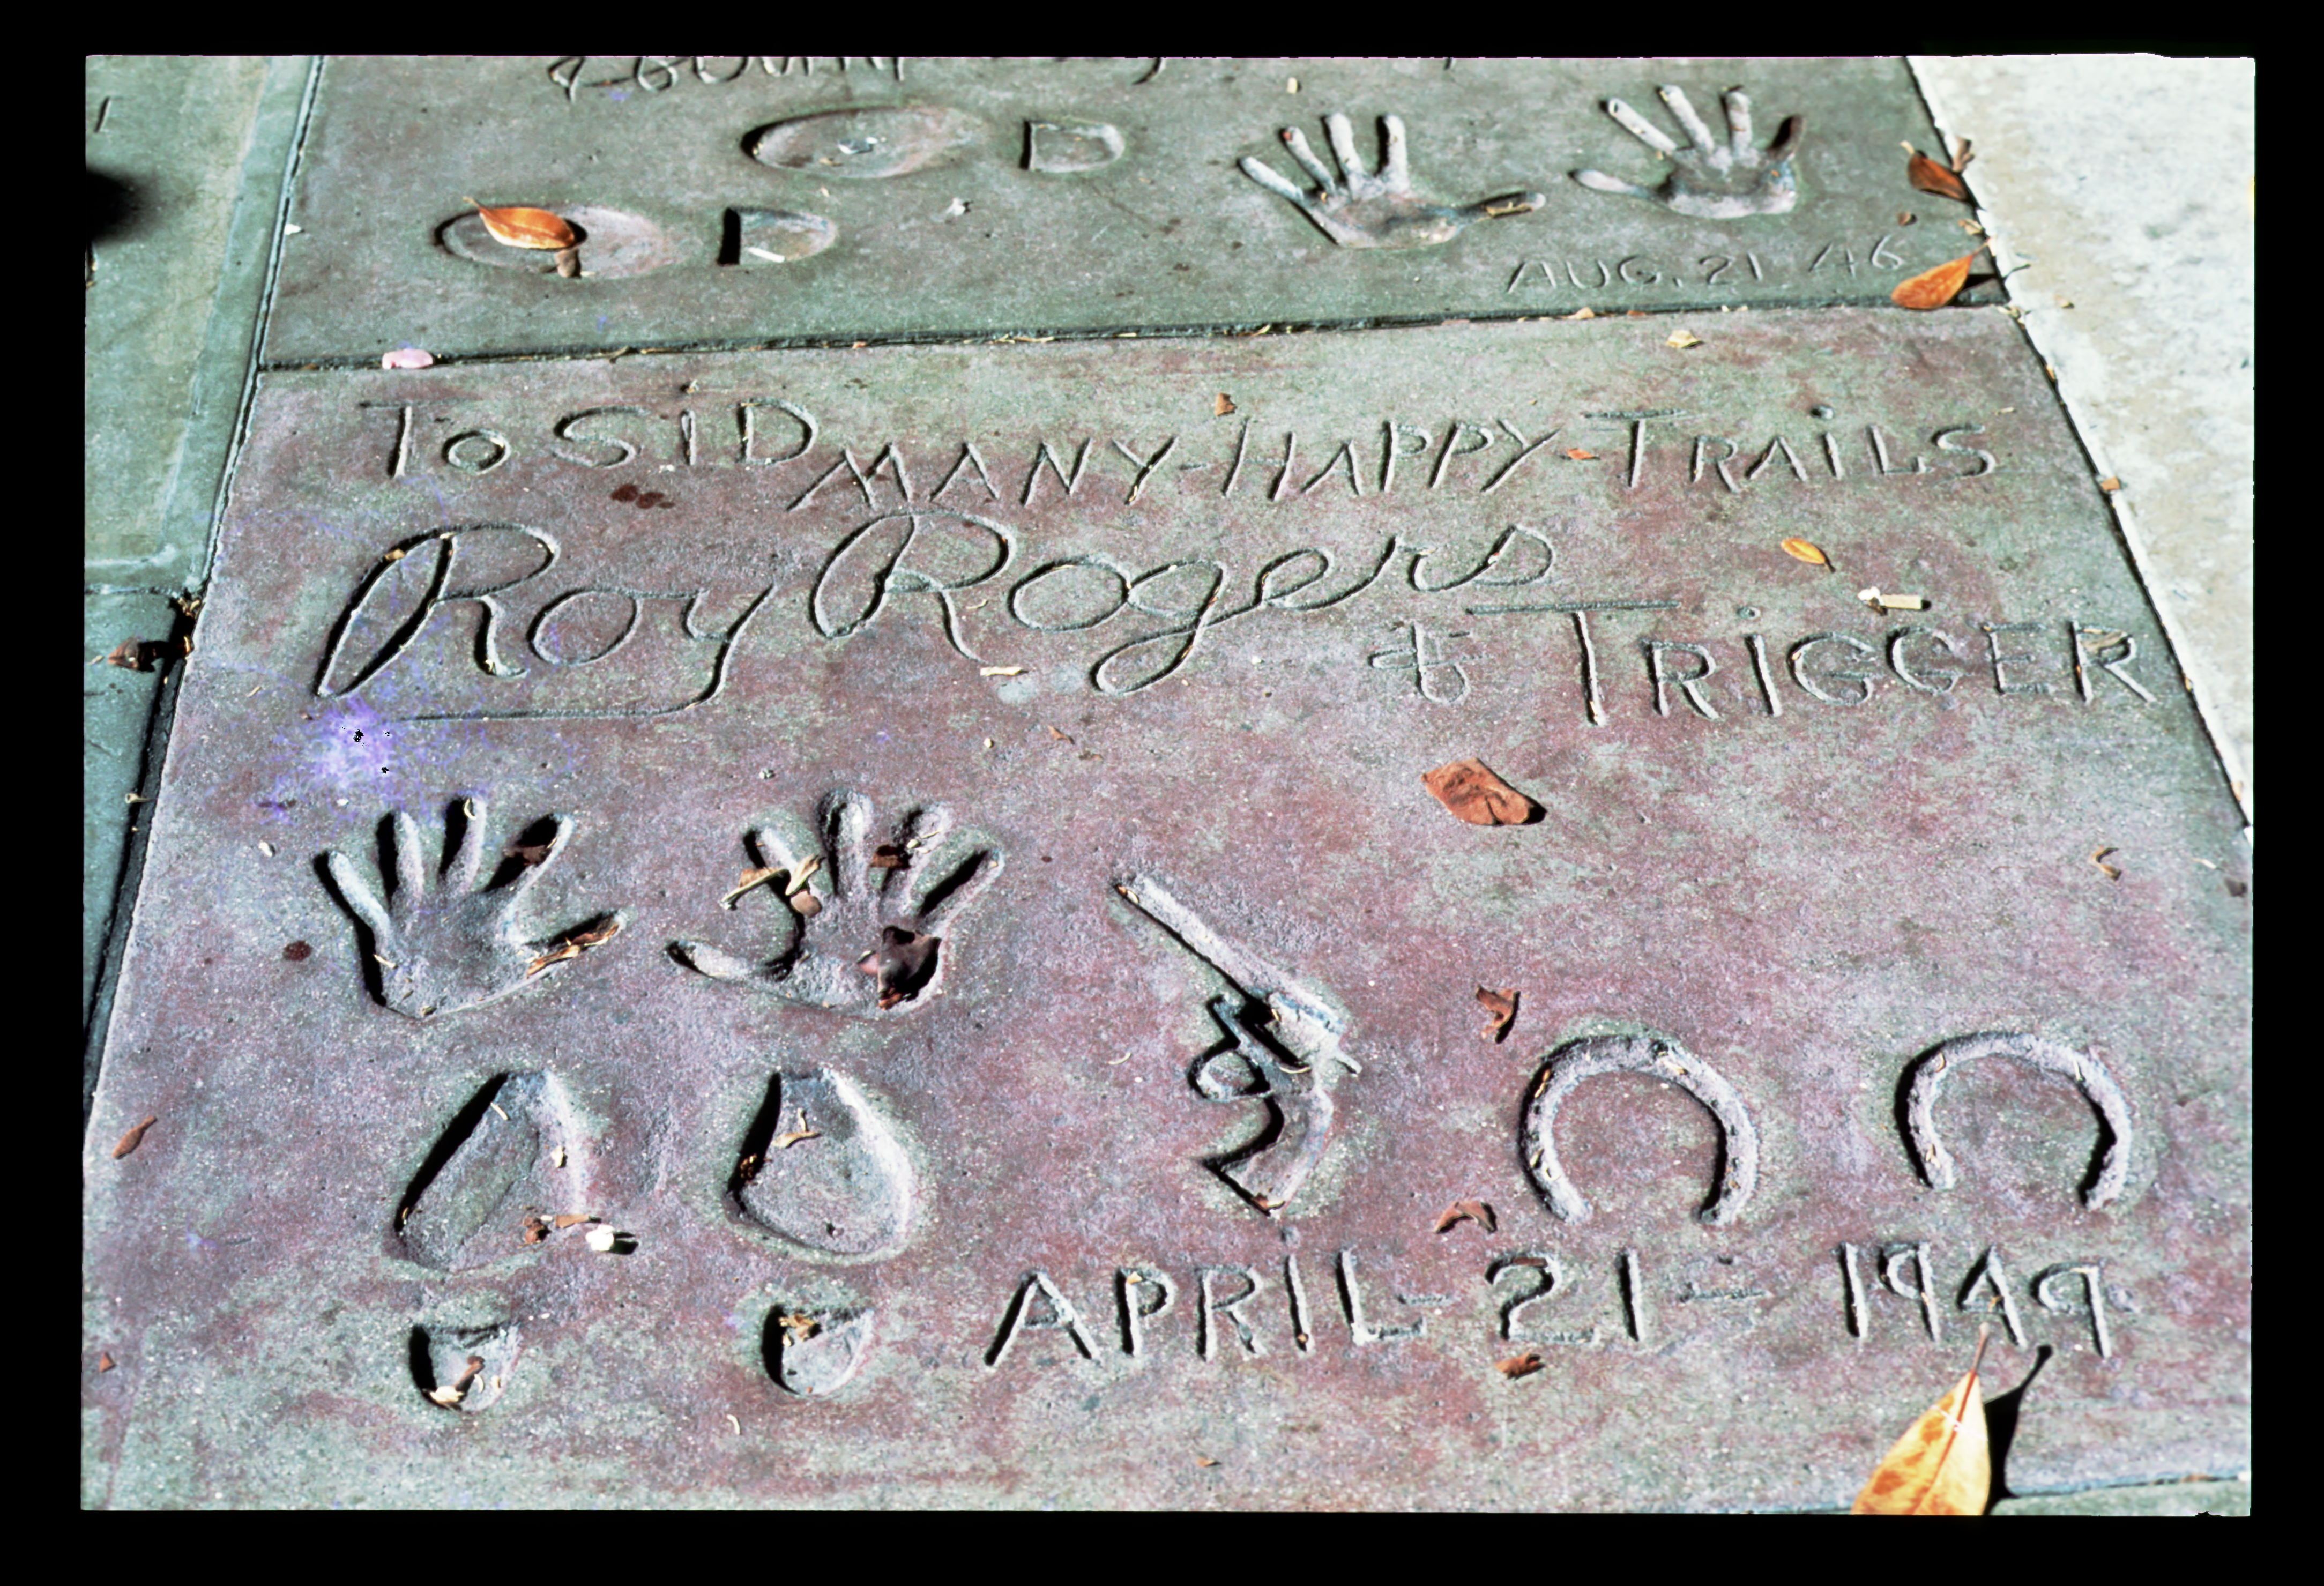 AUG. 21 46
To SID MANY-HAPPY-TRAiLS
Roy Rogers
& TRiGGER
APRiL-21-1949